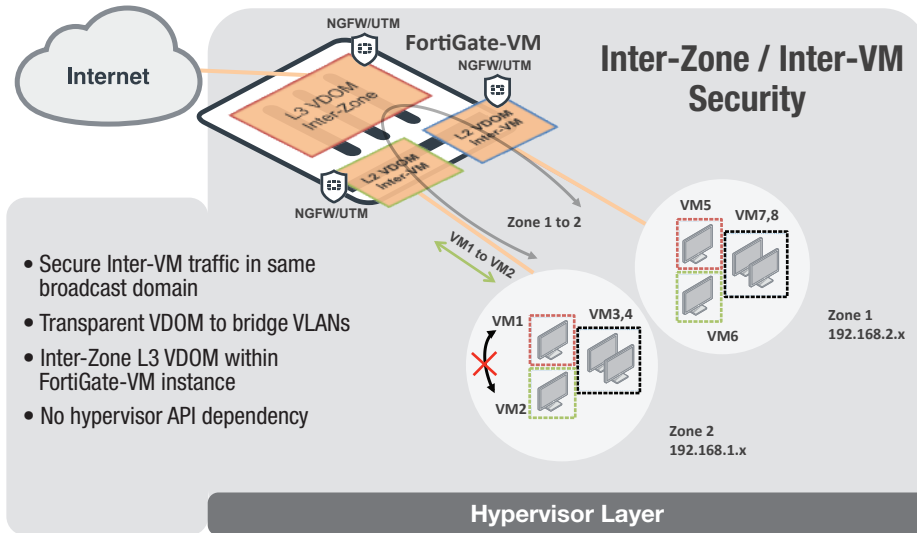 NGFW/UTM
FortiGate-VM
NGFW/UTM
Inter-Zone / Inter-VM
Security
Internet
L3 VDOM
Inter-Zone
L2 VDOM
Inter-VM
L2 VDOM
Inter-VM
NGFW/UTM
Zone 1 to 2
VM1 to VM2
• Secure Inter-VM traffic in same
broadcast domain
• Transparent VDOM to bridge VLANs
• Inter-Zone L3 VDOM within
FortiGate-VM instance
• No hypervisor API dependency
VM5
VM7,8
VM6
Zone 1
192.168.2.x
VM1
VM3,4
VM2
Zone 2
192.168.1.x
Hypervisor Layer